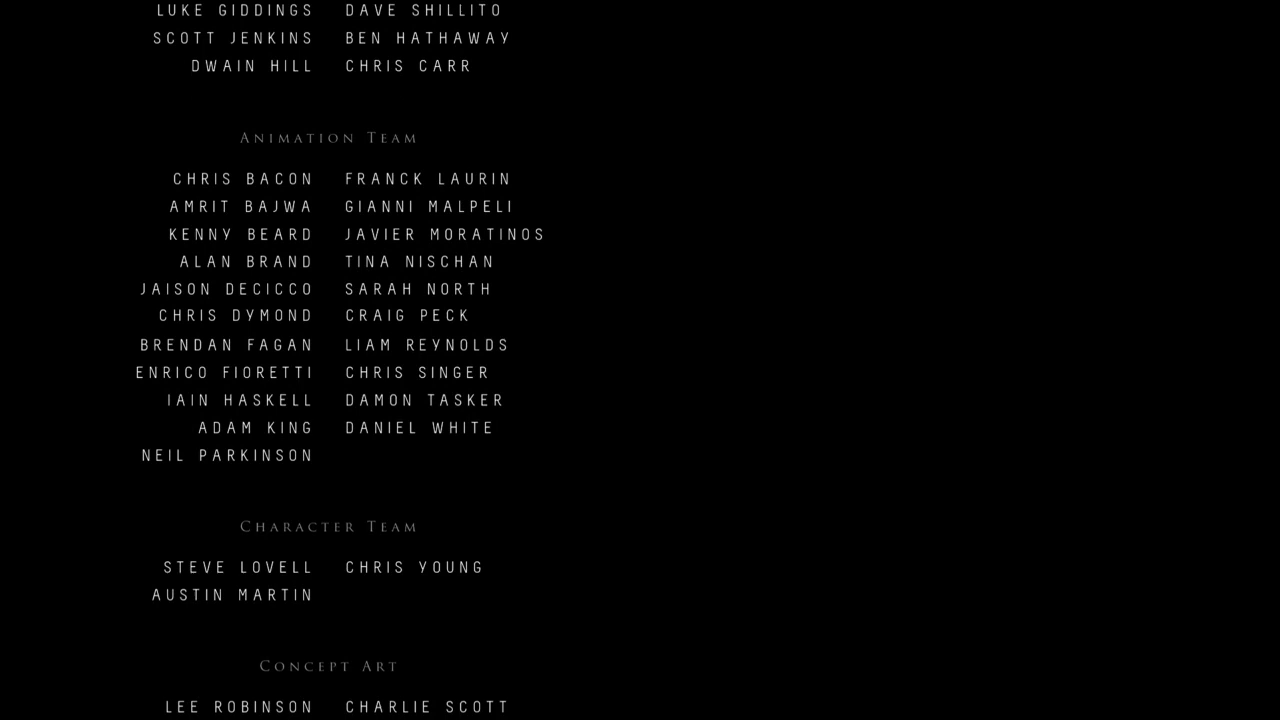 LUKE GIDDINGS DAVE SHILLITO
SCOTT JENKINS BEN HATHAWAY
DWAIN HILL CHRIS CARR
ANIMATION TEAM
CHRIS BACON FRANCK LAURIN
AMRIT BAJWA GIANNI MALPELI
KENNY BEARD JAVIER MORATINOS
ALAN BRAND TINA NISCHAN
JAISON DECICCO SARAH NORTH
CHRIS DYMOND CRAIG PECK
BRENDAN FAGAN LIAM REYNOLDS
ENRICO FIORETTI CHRIS SINGER
IAIN HASKELL DAMON TASKER
ADAM KING DANIEL WHITE
NEIL PARKINSON
CHARACTER TEAM
STEVE LOVELL CHRIS YOUNG
AUSTIN MARTIN
CONCEPT ART
LEE ROBINSON CHARLIE SCOTT